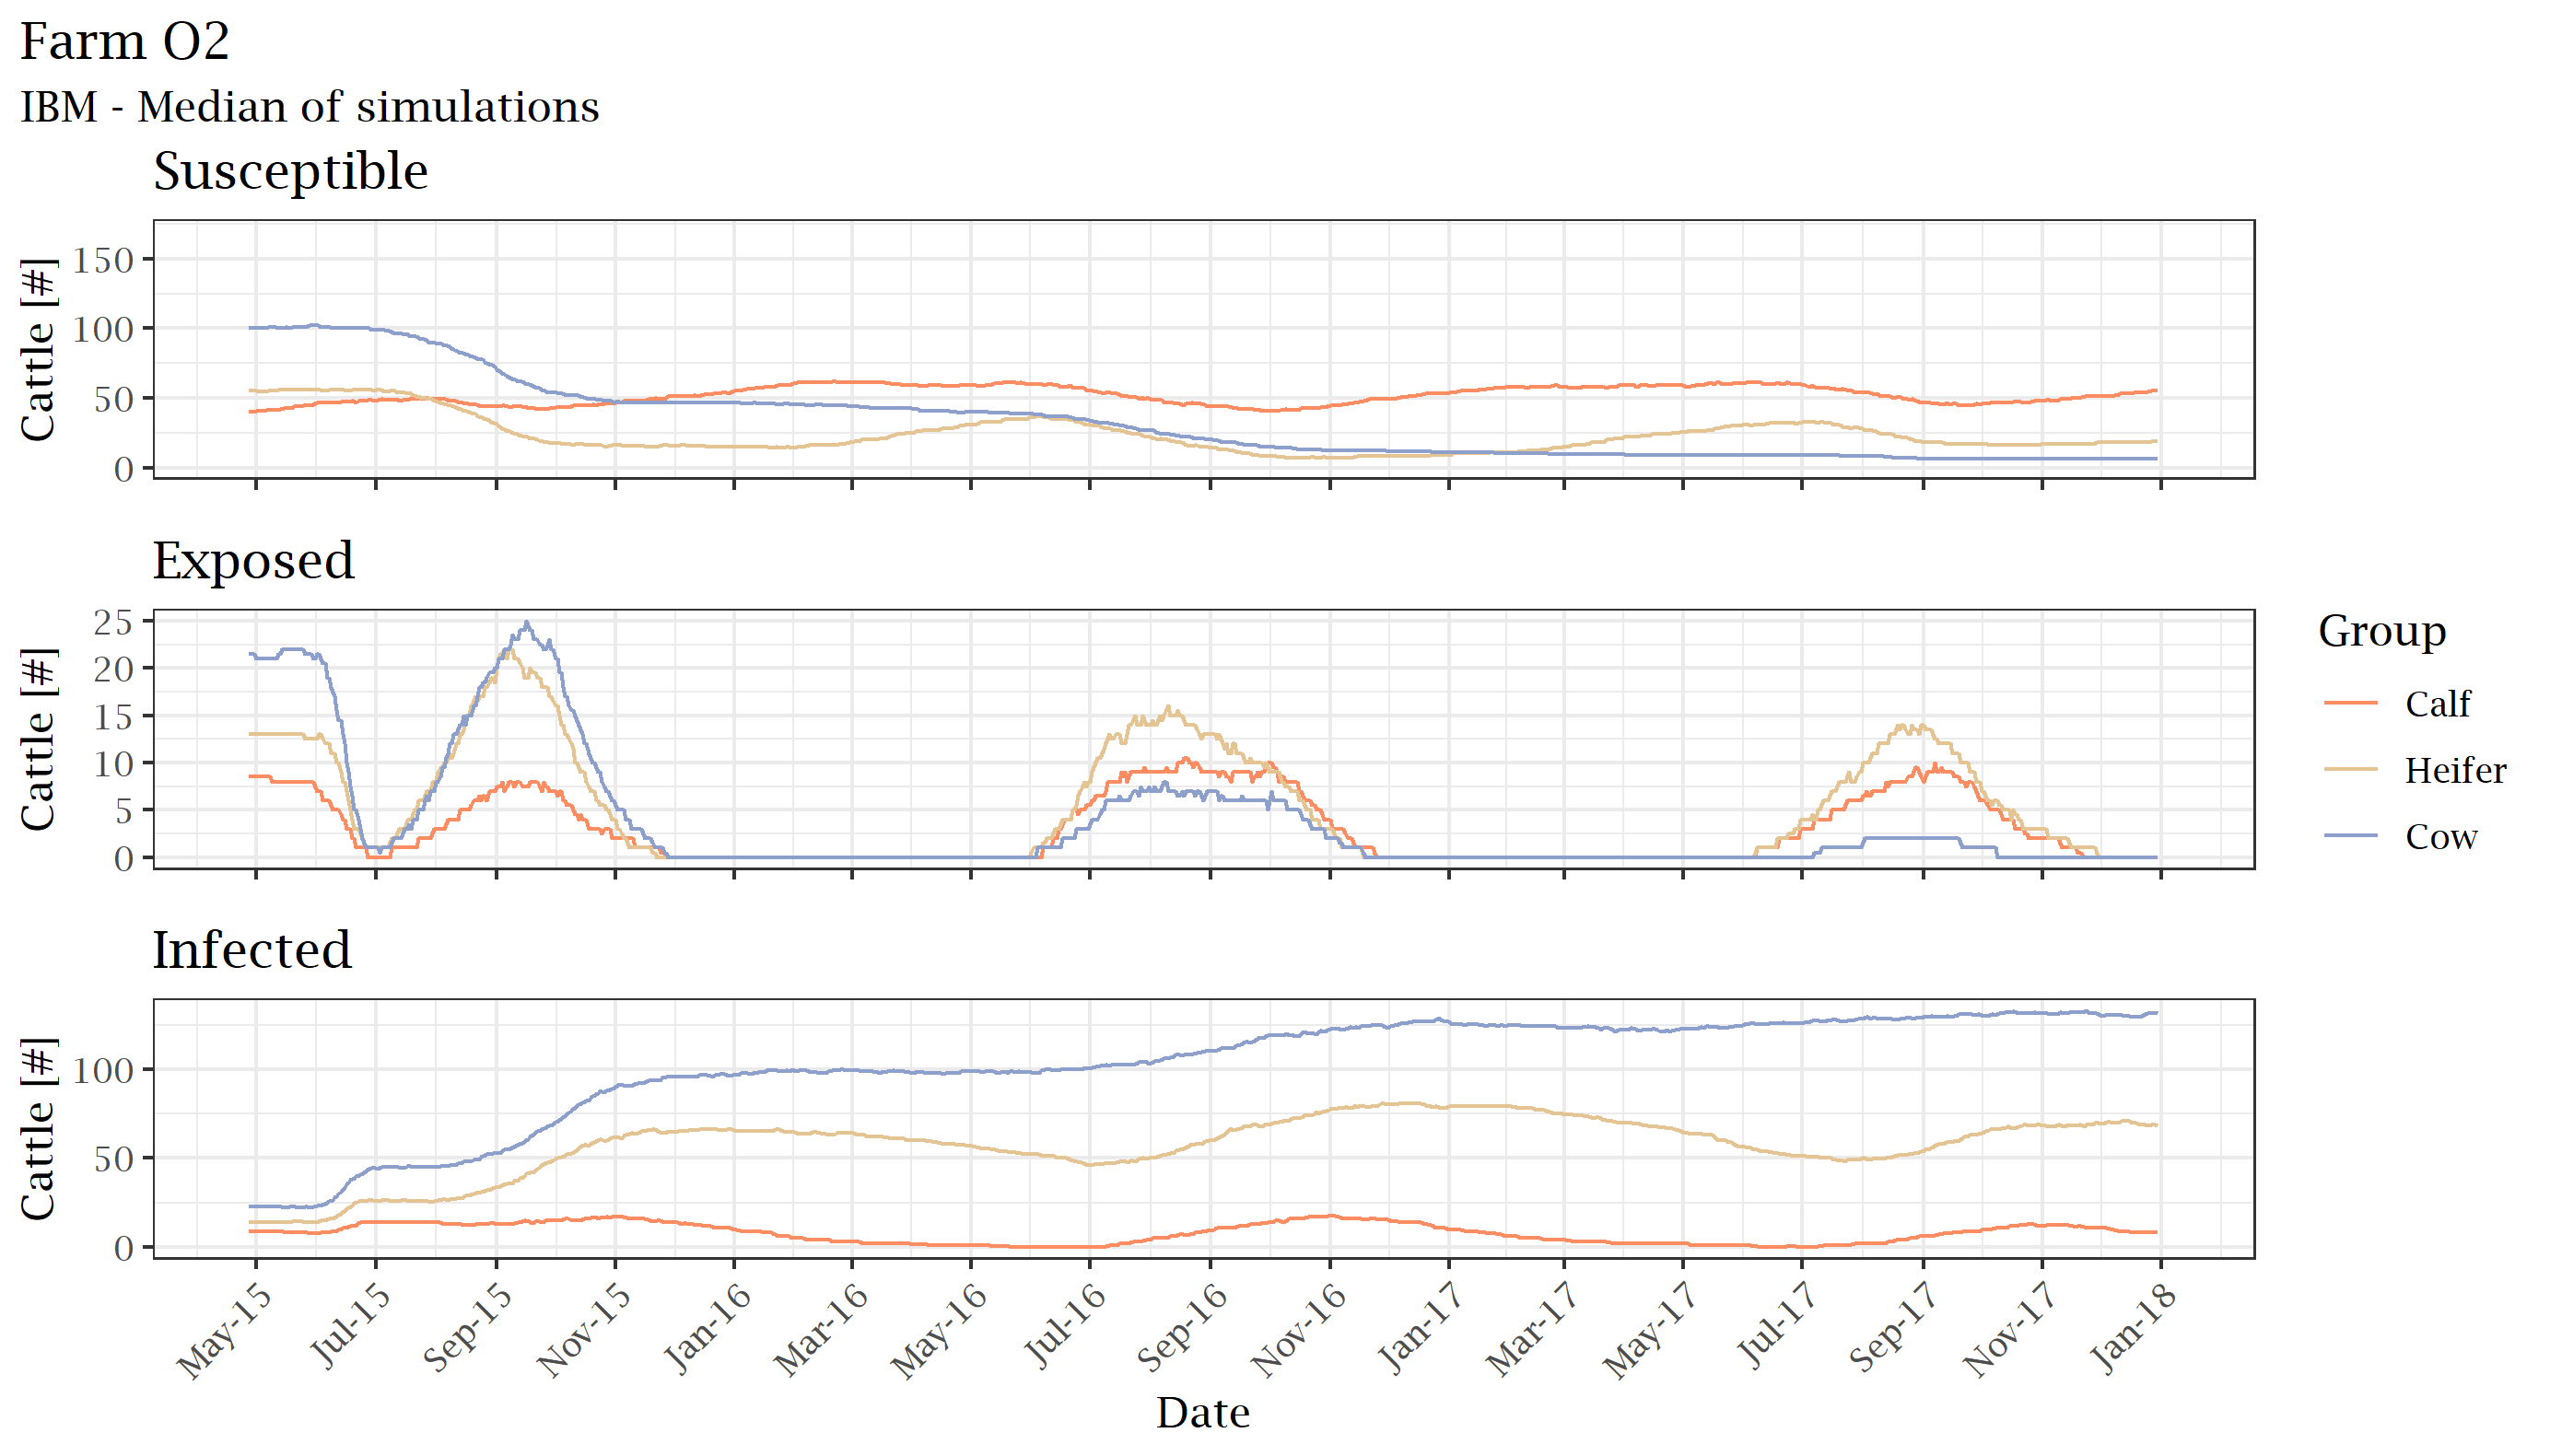 Farm O2
IBM - Median of simulations
Susceptible
Cattle [#]
150
100
50
0
Exposed
Cattle [#]
25
20
15
10
5
0
Group
Calf
Heifer
Cow
Infected
Cattle [#]
100
50
0
May-15
Jul-15
Sep-15
Nov-15
Jan-16
Mar-16
May-16
Jul-16
Sep-16
Nov-16
Jan-17
Mar-17
May-17
Jul-17
Sep-17
Nov-17
Jan-18
Date